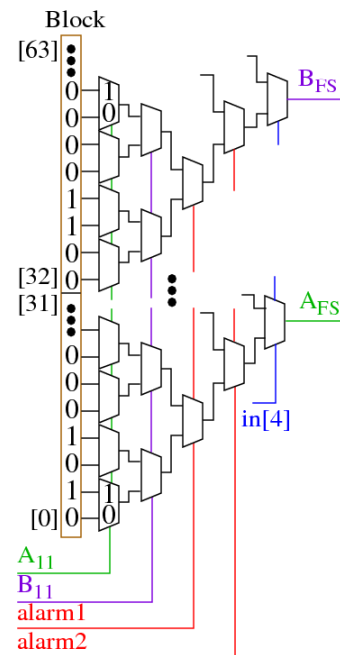 Block
[63]
B_FS
0 1
0 0
0
0
1
1
0
[32] 0
[31]
A_FS
0
0
0
in[4]
1
0
1 1
[0] 0 0
A_11
B_11
alarm1
alarm2